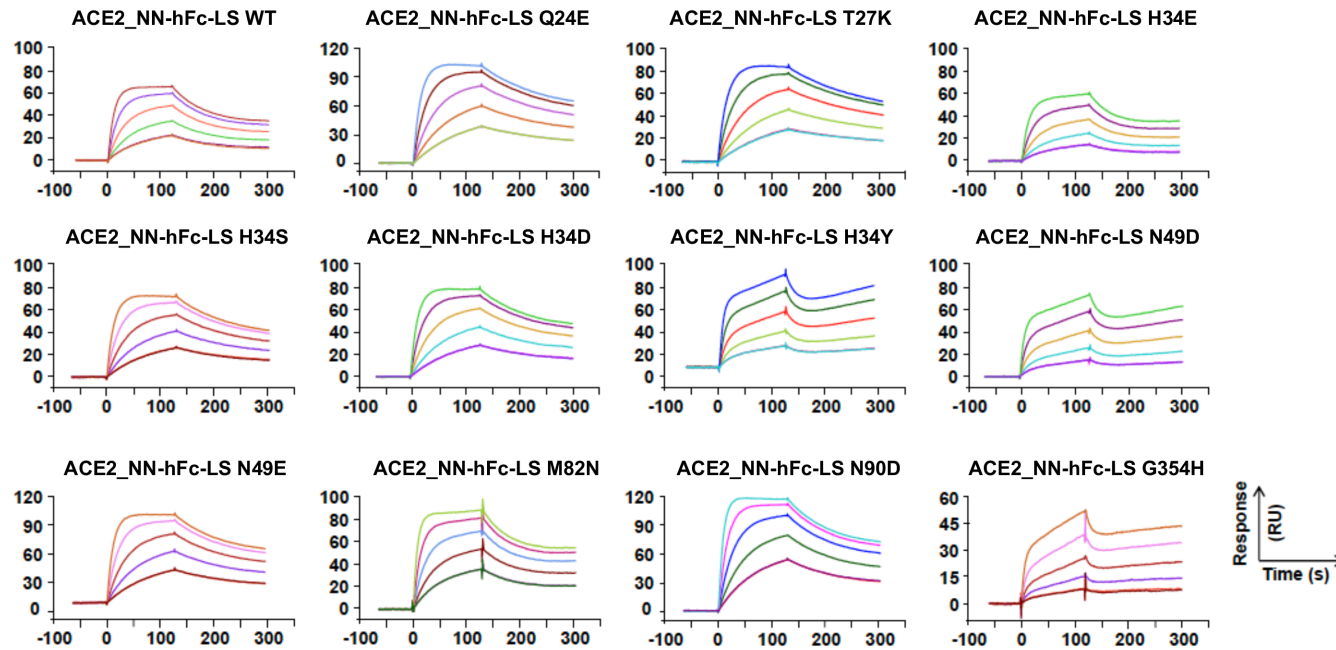 ACE2_NN-hFc-LS WT
ACE2_NN-hFc-LS Q24E
ACE2_NN-hFc-LS T27K
ACE2_NN-hFc-LS H34E
100
80
60
40
20
0
-100 0 100 200 300
120
90
60
30
0
-100 0 100 200 300
100
80
60
40
20
0
-100 0 100 200 300
100
80
60
40
20
0
-100 0 100 200 300
ACE2_NN-hFc-LS H34S
ACE2_NN-hFc-LS H34D
ACE2_NN-hFc-LS H34Y
ACE2_NN-hFc-LS N49D
100
80
60
40
20
0
-100 0 100 200 300
100
80
60
40
20
0
-100 0 100 200 300
100
80
60
40
20
0
-100 0 100 200 300
100
80
60
40
20
0
-100 0 100 200 300
ACE2_NN-hFc-LS N49E
ACE2_NN-hFc-LS M82N
ACE2_NN-hFc-LS N90D
ACE2_NN-hFc-LS G354H
120
90
60
30
0
-100 0 100 200 300
100
80
60
40
20
0
-100 0 100 200 300
120
90
60
30
0
-100 0 100 200 300
60
45
30
15
0
-100 0 100 200 300
Response
(RU)
Time (s)